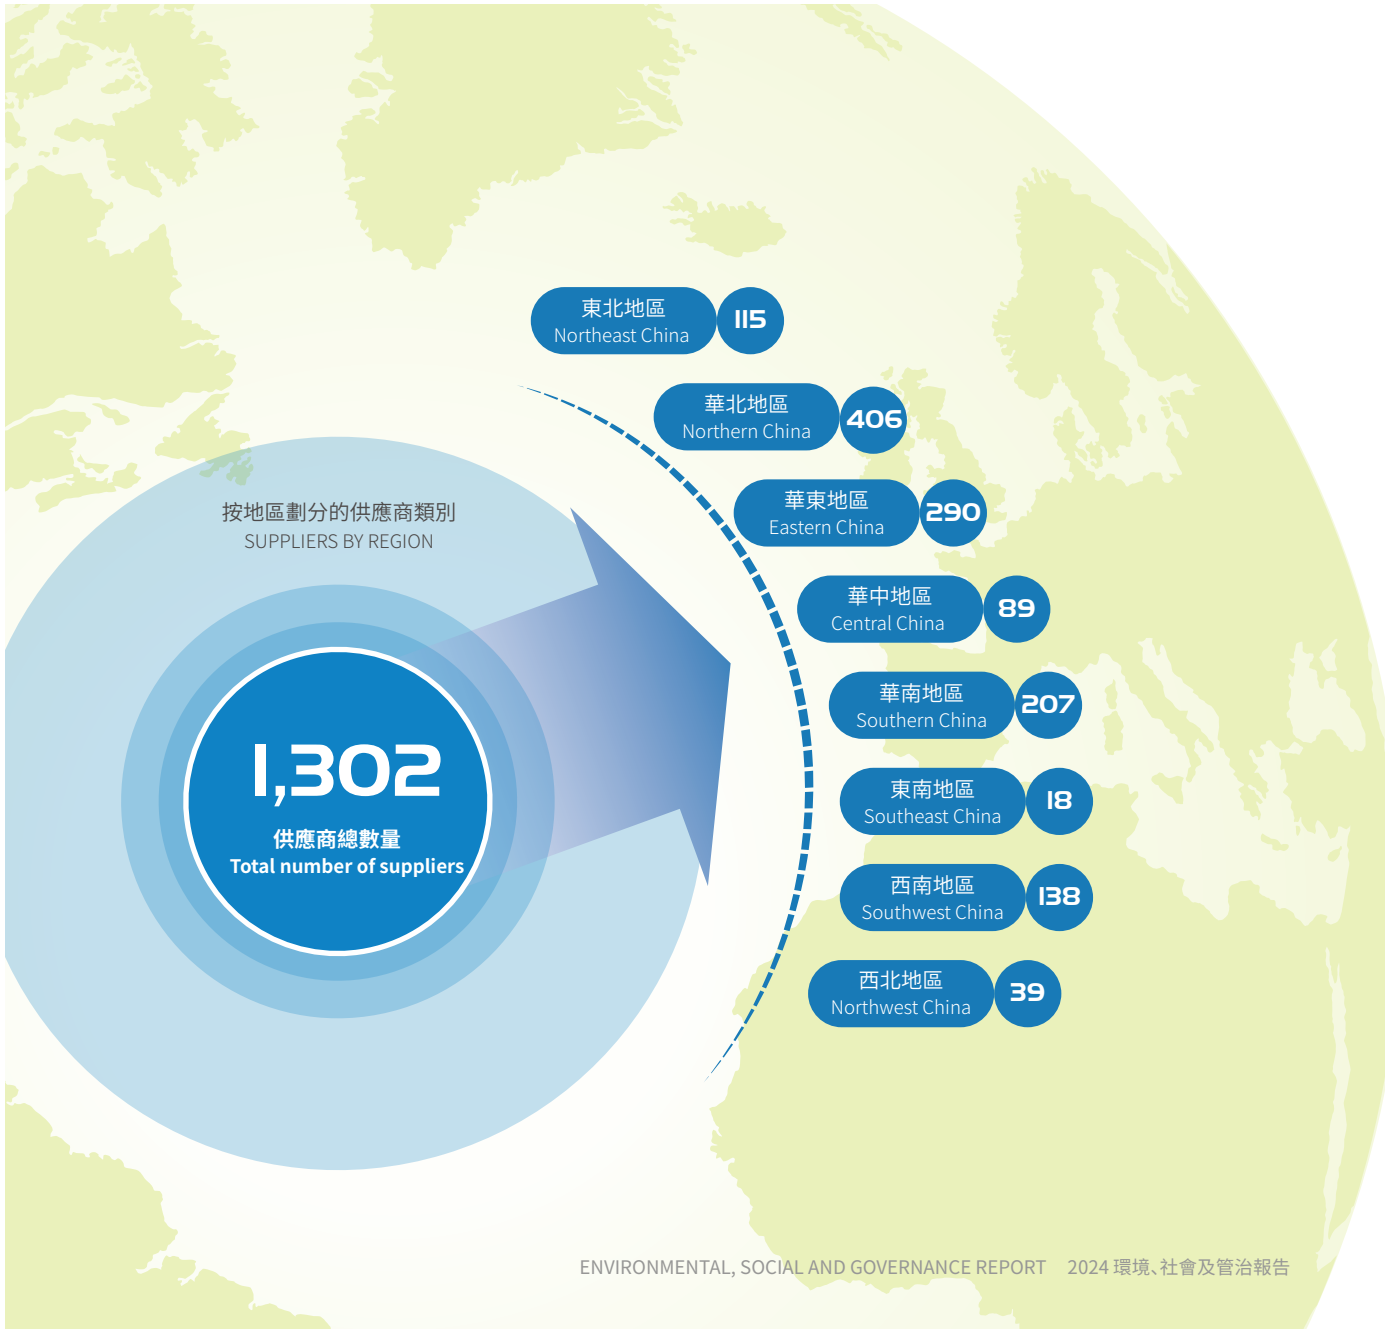 東北地區
Northeast China
115
華北地區
Northern China
406
華東地區
Eastern China
290
按地區劃分的供應商類別
SUPPLIERS BY REGION
華中地區
Central China
89
華南地區
Southern China
207
1,302
供應商總數量
Total number of suppliers
東南地區
Southeast China
18
西南地區
Southwest China
138
西北地區
Northwest China
39
ENVIRONMENTAL, SOCIAL AND GOVERNANCE REPORT 2024 環境、社會及管治報告